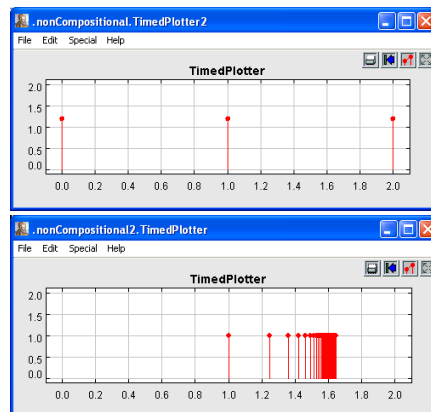 .nonCompositional.TimedPlotter2
File Edit Special Help
TimedPlotter
2.0
1.5
1.0
0.5
0.0
0.0 0.2 0.4 0.6 0.8 1.0 1.2 1.4 1.6 1.8 2.0
.nonCompositional2.TimedPlotter
File Edit Special Help
TimedPlotter
2.0
1.5
1.0
0.5
0.0
0.0 0.2 0.4 0.6 0.8 1.0 1.2 1.4 1.6 1.8 2.0